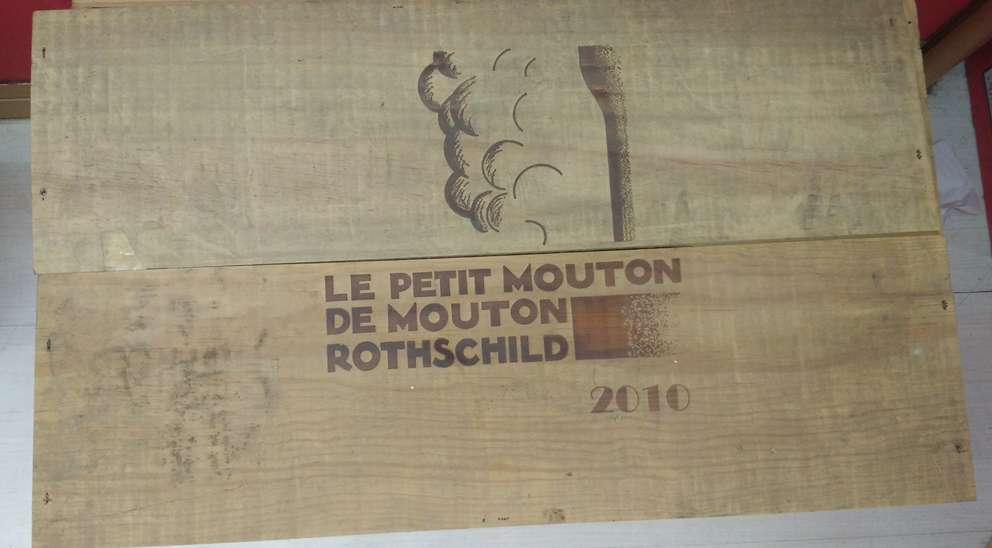 LE PETIT MOUTON
DE MOUTON
ROTHSCHILD
2010